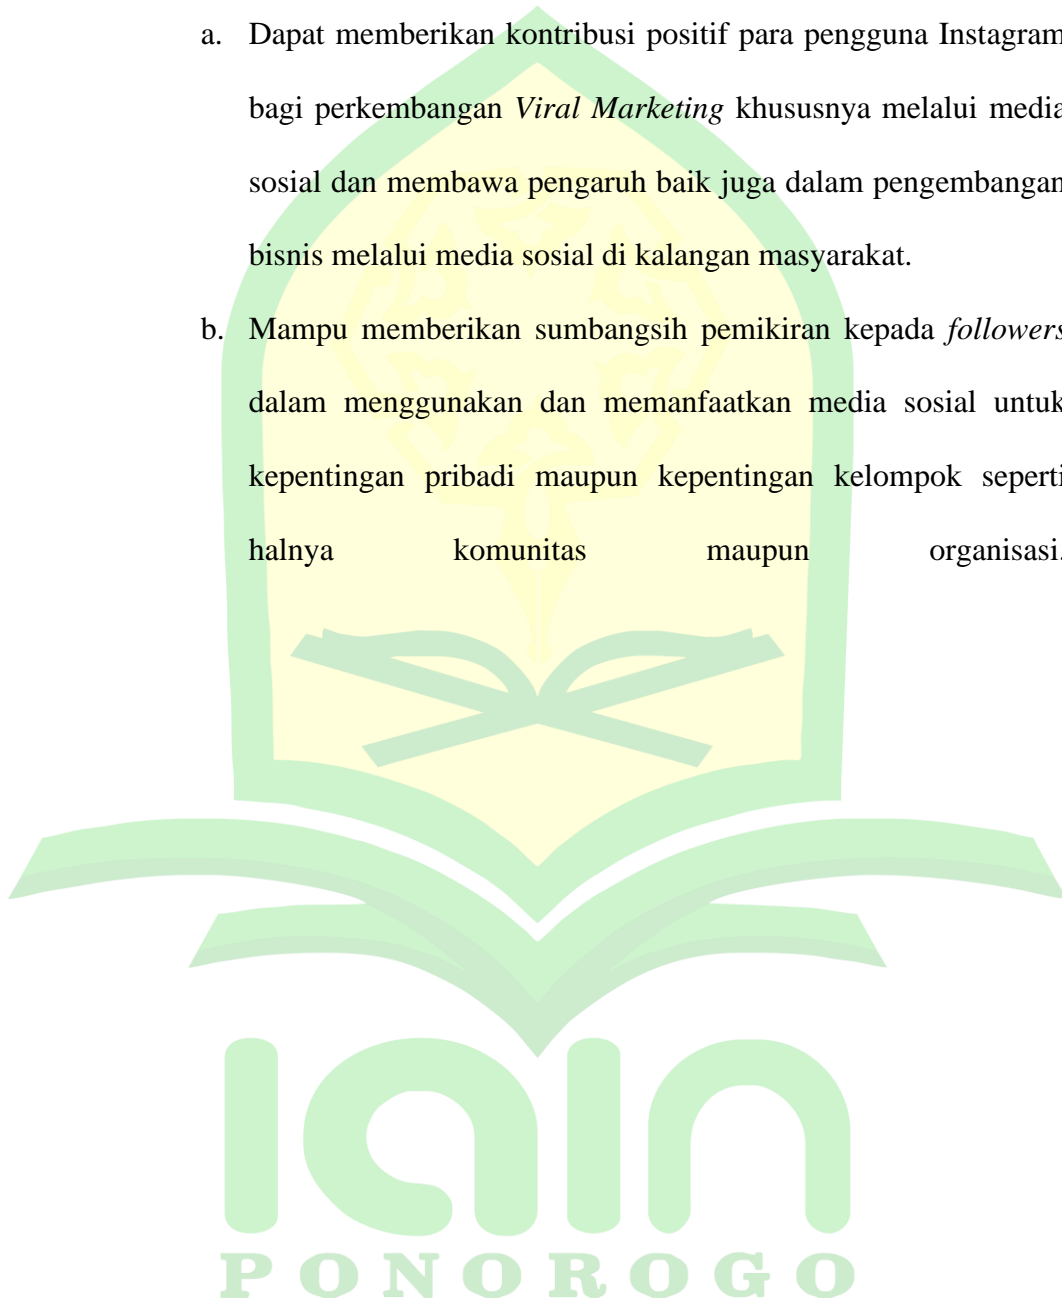 a. Dapat memberikan kontribusi positif para pengguna Instagram
bagi perkembangan Viral Marketing khususnya melalui media
sosial dan membawa pengaruh baik juga dalam pengembangan
bisnis melalui media sosial di kalangan masyarakat.
b. Mampu memberikan sumbangsih pemikiran kepada followers
dalam menggunakan dan memanfaatkan media sosial untuk
kepentingan pribadi maupun kepentingan kelompok seperti
halnya komunitas maupun organisasi.
IAIN
PONOROGO